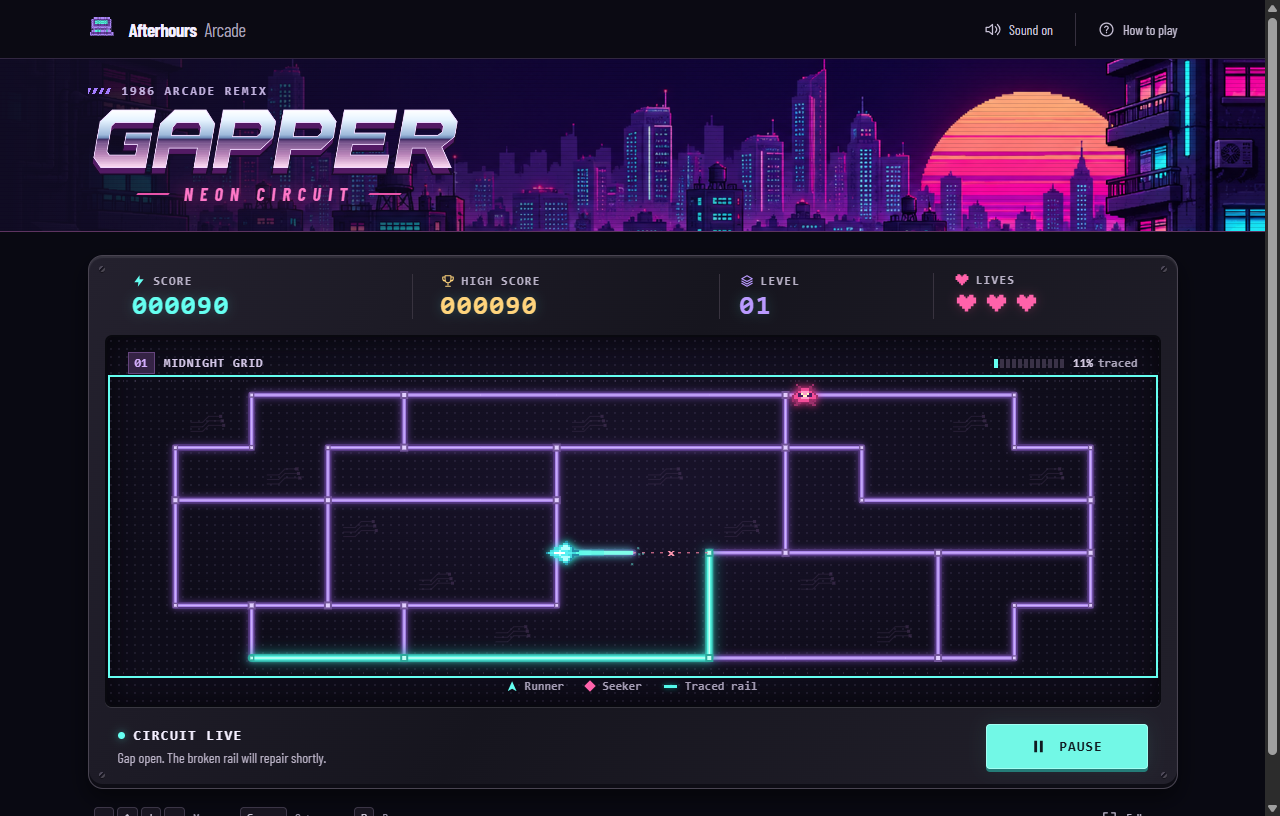 Afterhours Arcade
Sound on
How to play
1986 ARCADE REMIX
GAPPER
NEON CIRCUIT
SCORE
000090
HIGH SCORE
000090
LEVEL
01
LIVES
01 MIDNIGHT GRID
11% traced
Runner
Seeker
Traced rail
CIRCUIT LIVE
Gap open. The broken rail will repair shortly.
PAUSE